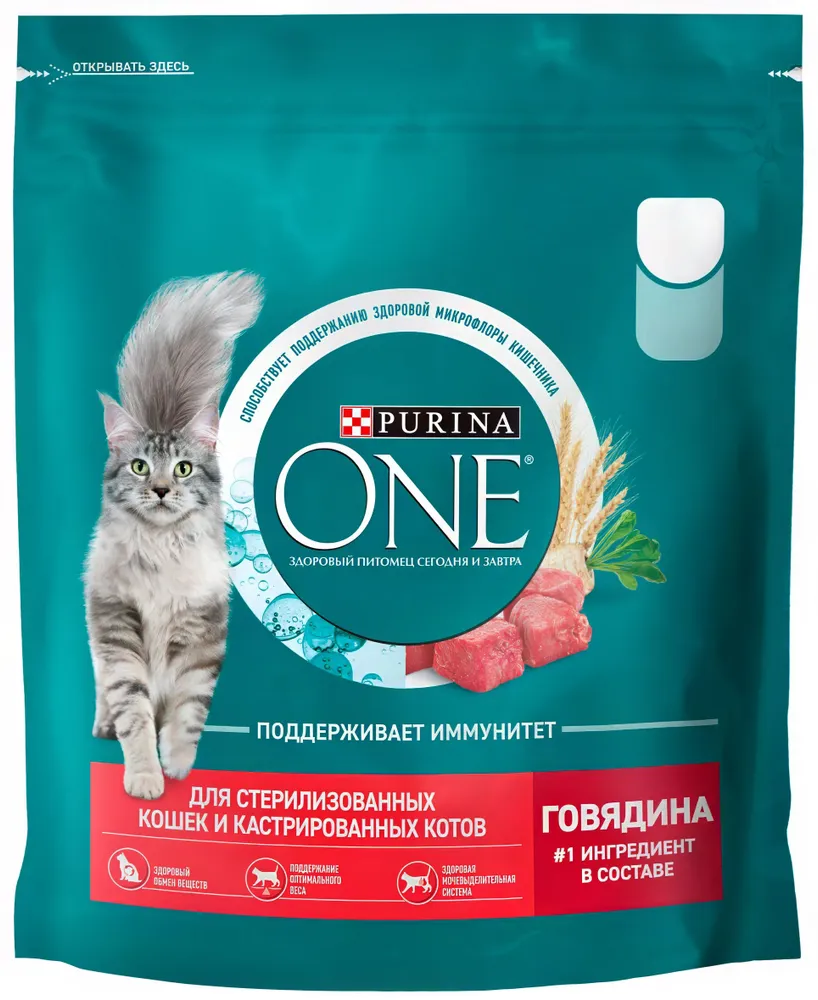 ОТКРЫВАТЬ ЗДЕСЬ
СПОСОБСТВУЕТ ПОДДЕРЖАНИЮ ЗДОРОВОЙ МИКРОФЛОРЫ КИШЕЧНИКА
PURINA
ONE®
ЗДОРОВЫЙ ПИТОМЕЦ СЕГОДНЯ И ЗАВТРА
ПОДДЕРЖИВАЕТ ИММУНИТЕТ
ДЛЯ СТЕРИЛИЗОВАННЫХ
КОШЕК И КАСТРИРОВАННЫХ КОТОВ
ЗДОРОВЫЙ
ОБМЕН ВЕЩЕСТВ
ПОДДЕРЖАНИЕ
ОПТИМАЛЬНОГО
ВЕСА
ЗДОРОВАЯ
МОЧЕВЫДЕЛИТЕЛЬНАЯ
СИСТЕМА
ГОВЯДИНА
#1 ИНГРЕДИЕНТ
В СОСТАВЕ